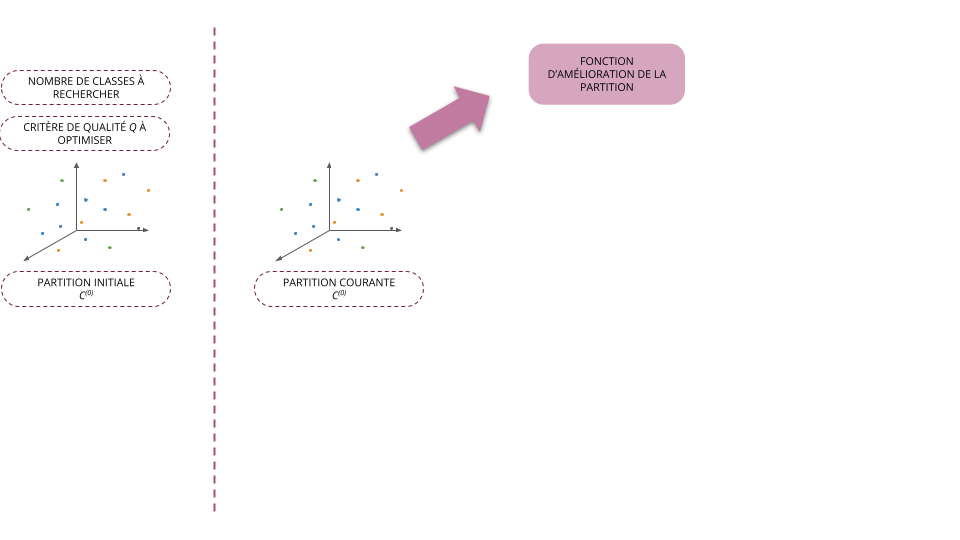 NOMBRE DE CLASSES À
RECHERCHER
CRITÈRE DE QUALITÉ Q À
OPTIMISER
PARTITION INITIALE
C⁽⁰⁾
PARTITION COURANTE
C⁽⁰⁾
FONCTION
D’AMÉLIORATION DE LA
PARTITION